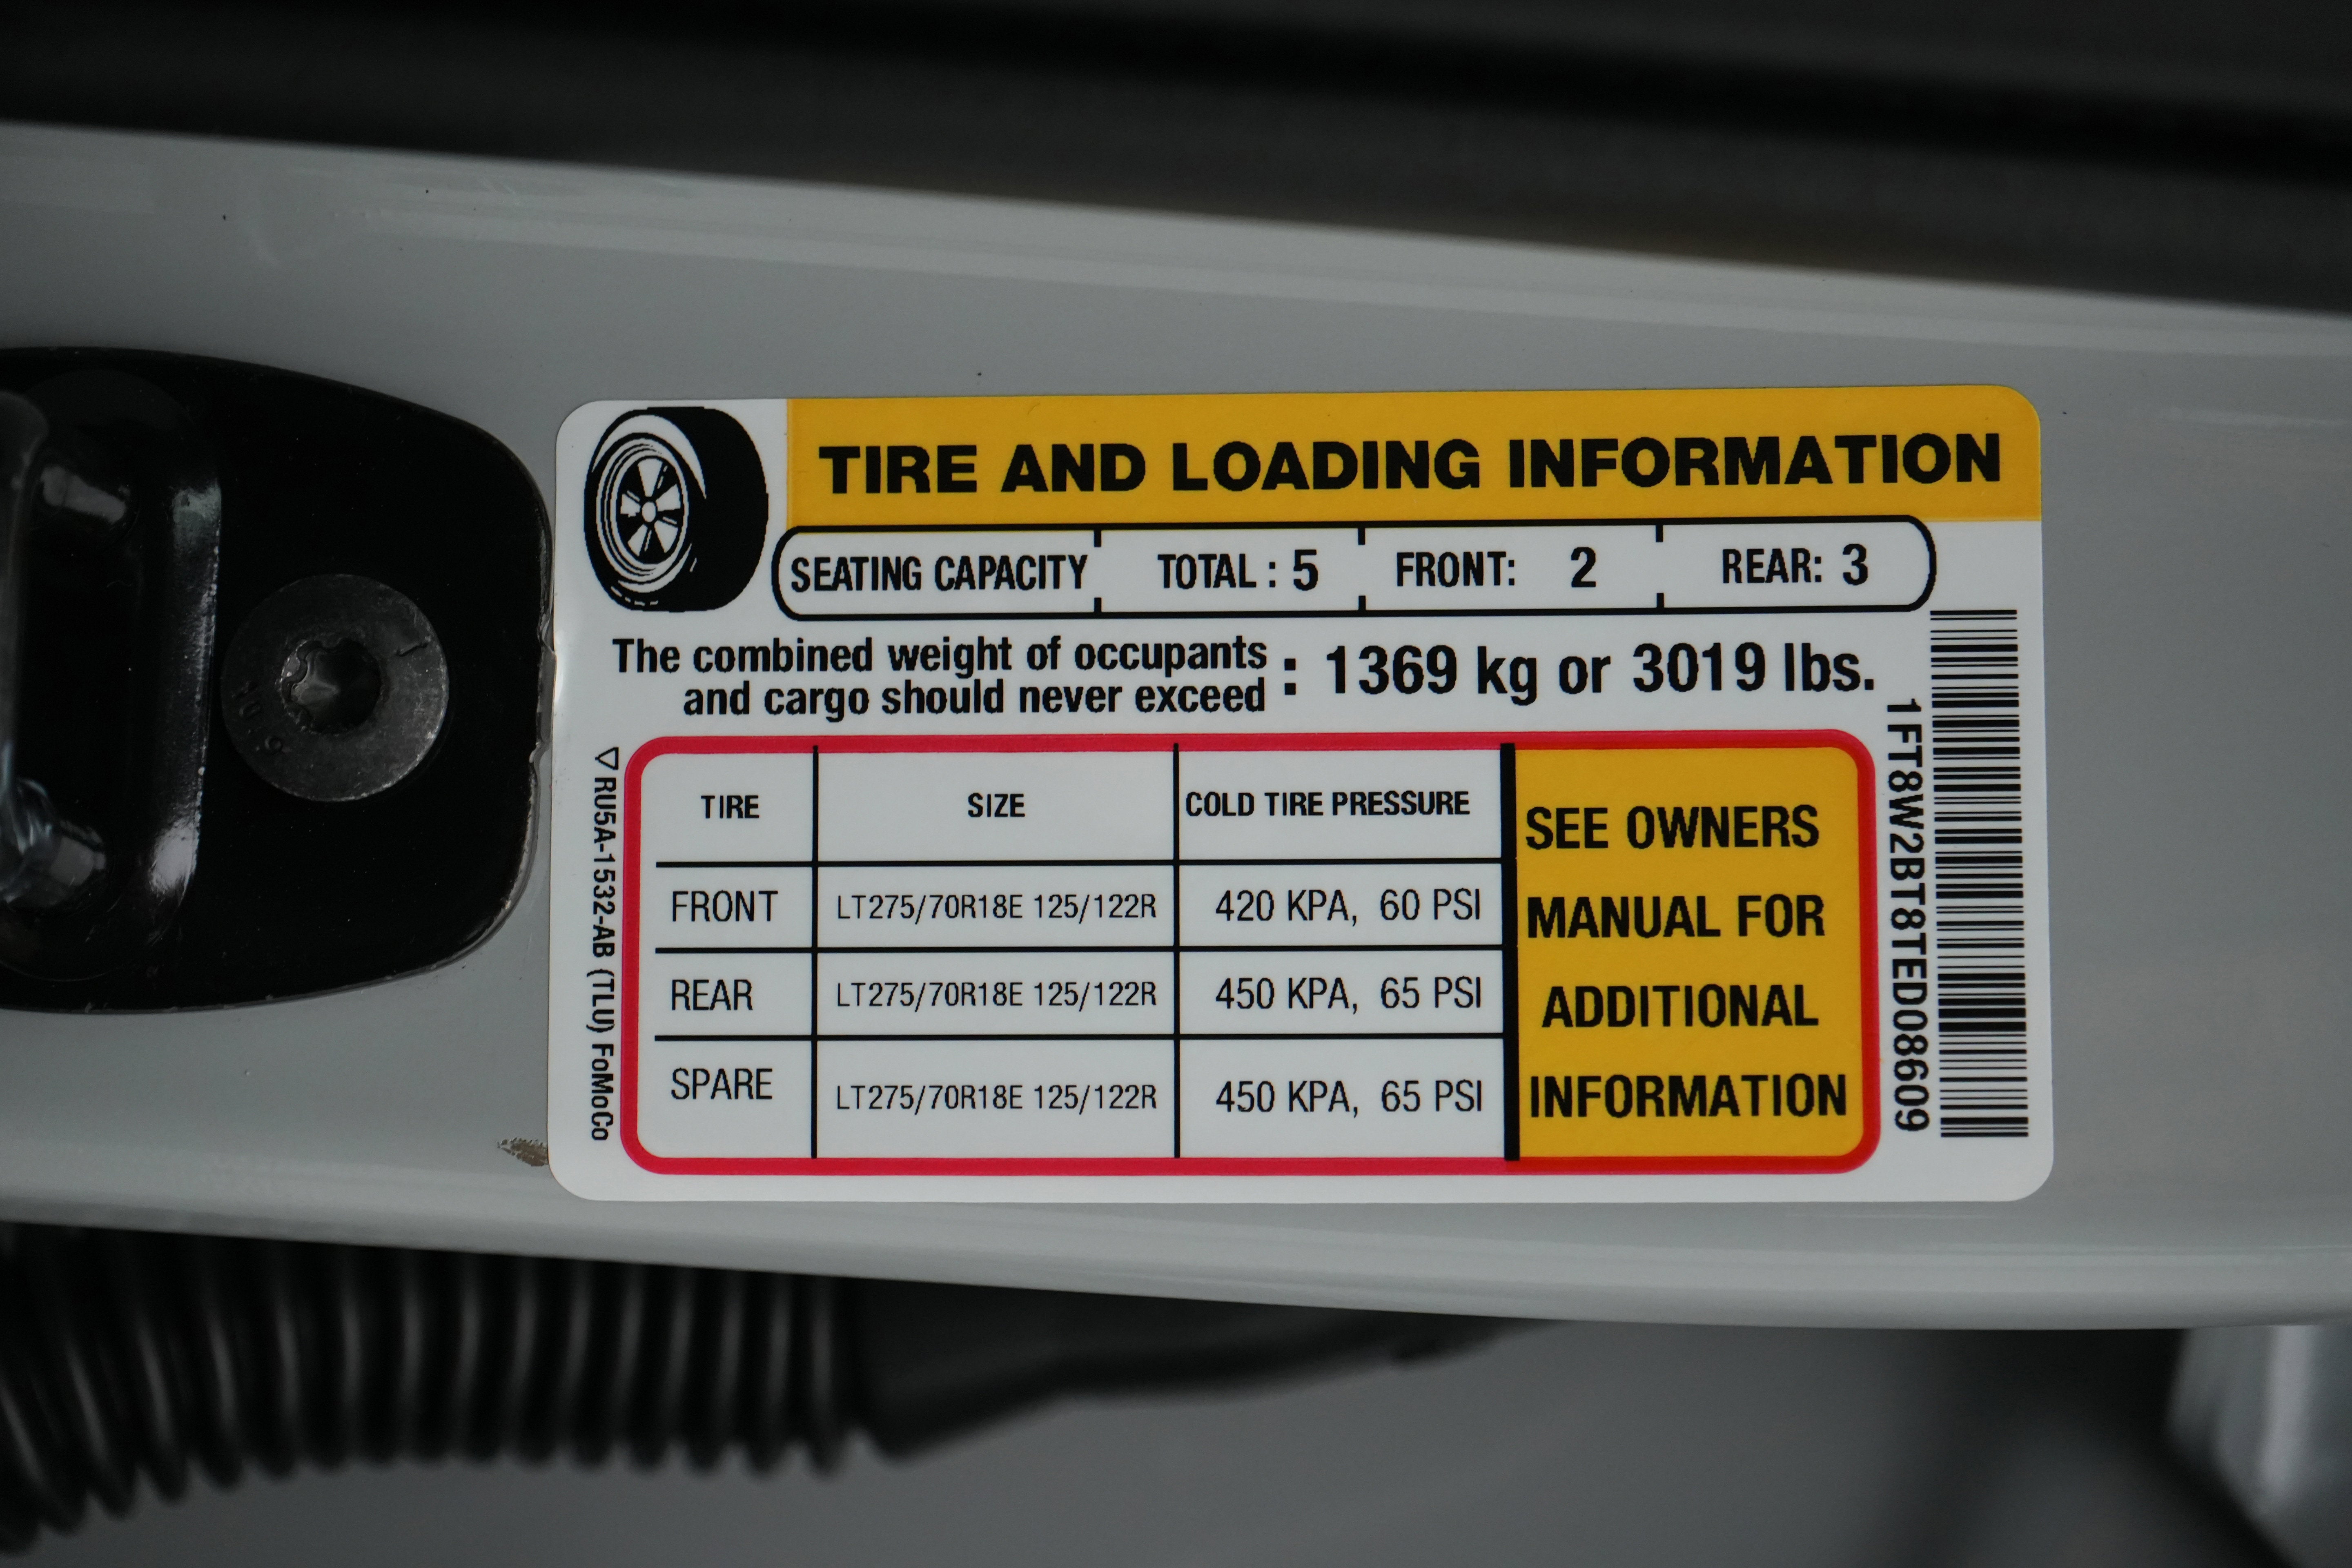 TIRE AND LOADING INFORMATION
SEATING CAPACITY TOTAL : 5 FRONT: 2 REAR: 3
The combined weight of occupants
and cargo should never exceed : 1369 kg or 3019 lbs.
TIRE SIZE COLD TIRE PRESSURE
FRONT LT275/70R18E 125/122R 420 KPA, 60 PSI
REAR LT275/70R18E 125/122R 450 KPA, 65 PSI
SPARE LT275/70R18E 125/122R 450 KPA, 65 PSI
SEE OWNERS
MANUAL FOR
ADDITIONAL
INFORMATION
RU5A-1532-AB (TLU) FoMoCo
1FT8W2BT8TED08609
10.9